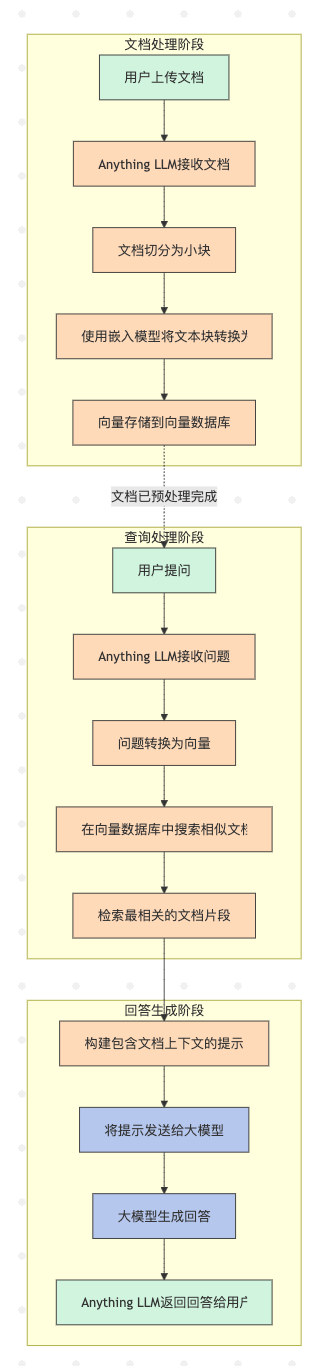 文档处理阶段
用户上传文档
Anything LLM接收文档
文档切分为小块
使用嵌入模型将文本块转换为
向量存储到向量数据库
文档已预处理完成
查询处理阶段
用户提问
Anything LLM接收问题
问题转换为向量
在向量数据库中搜索相似文档
检索最相关的文档片段
回答生成阶段
构建包含文档上下文的提示
将提示发送给大模型
大模型生成回答
Anything LLM返回回答给用户